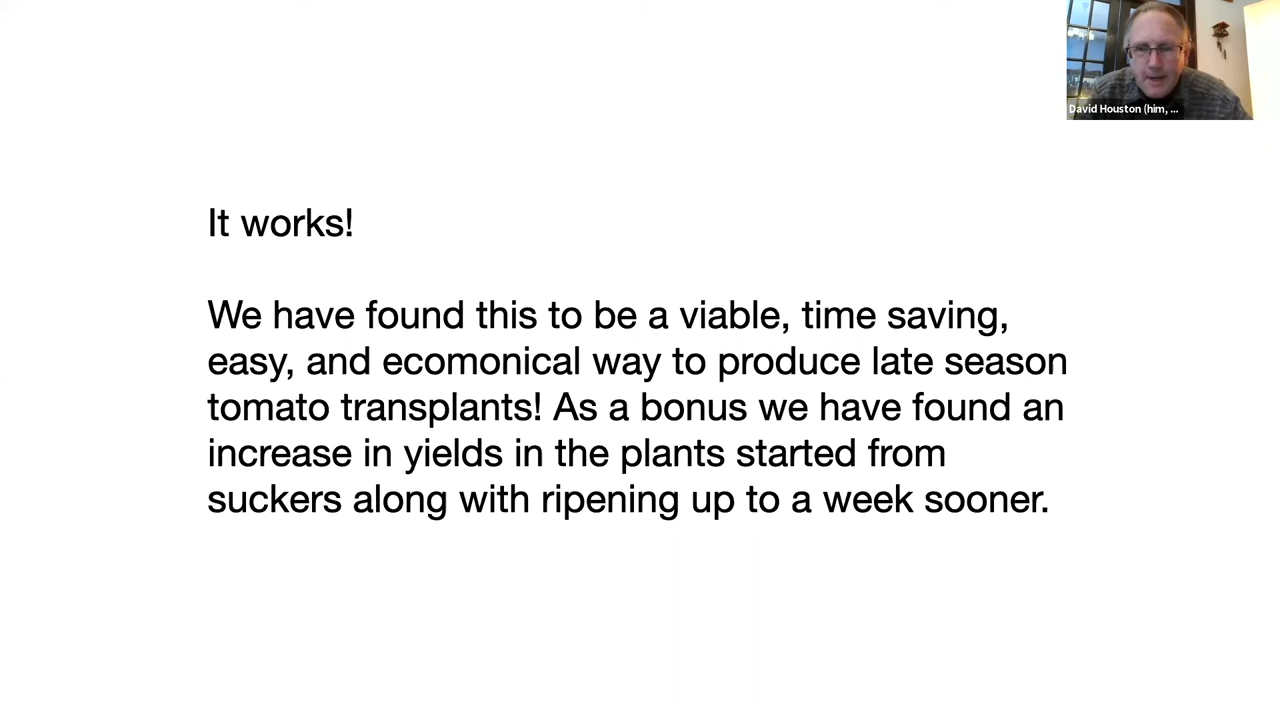 David Houston (him, ...
It works!
We have found this to be a viable, time saving,
easy, and ecomonical way to produce late season
tomato transplants! As a bonus we have found an
increase in yields in the plants started from
suckers along with ripening up to a week sooner.